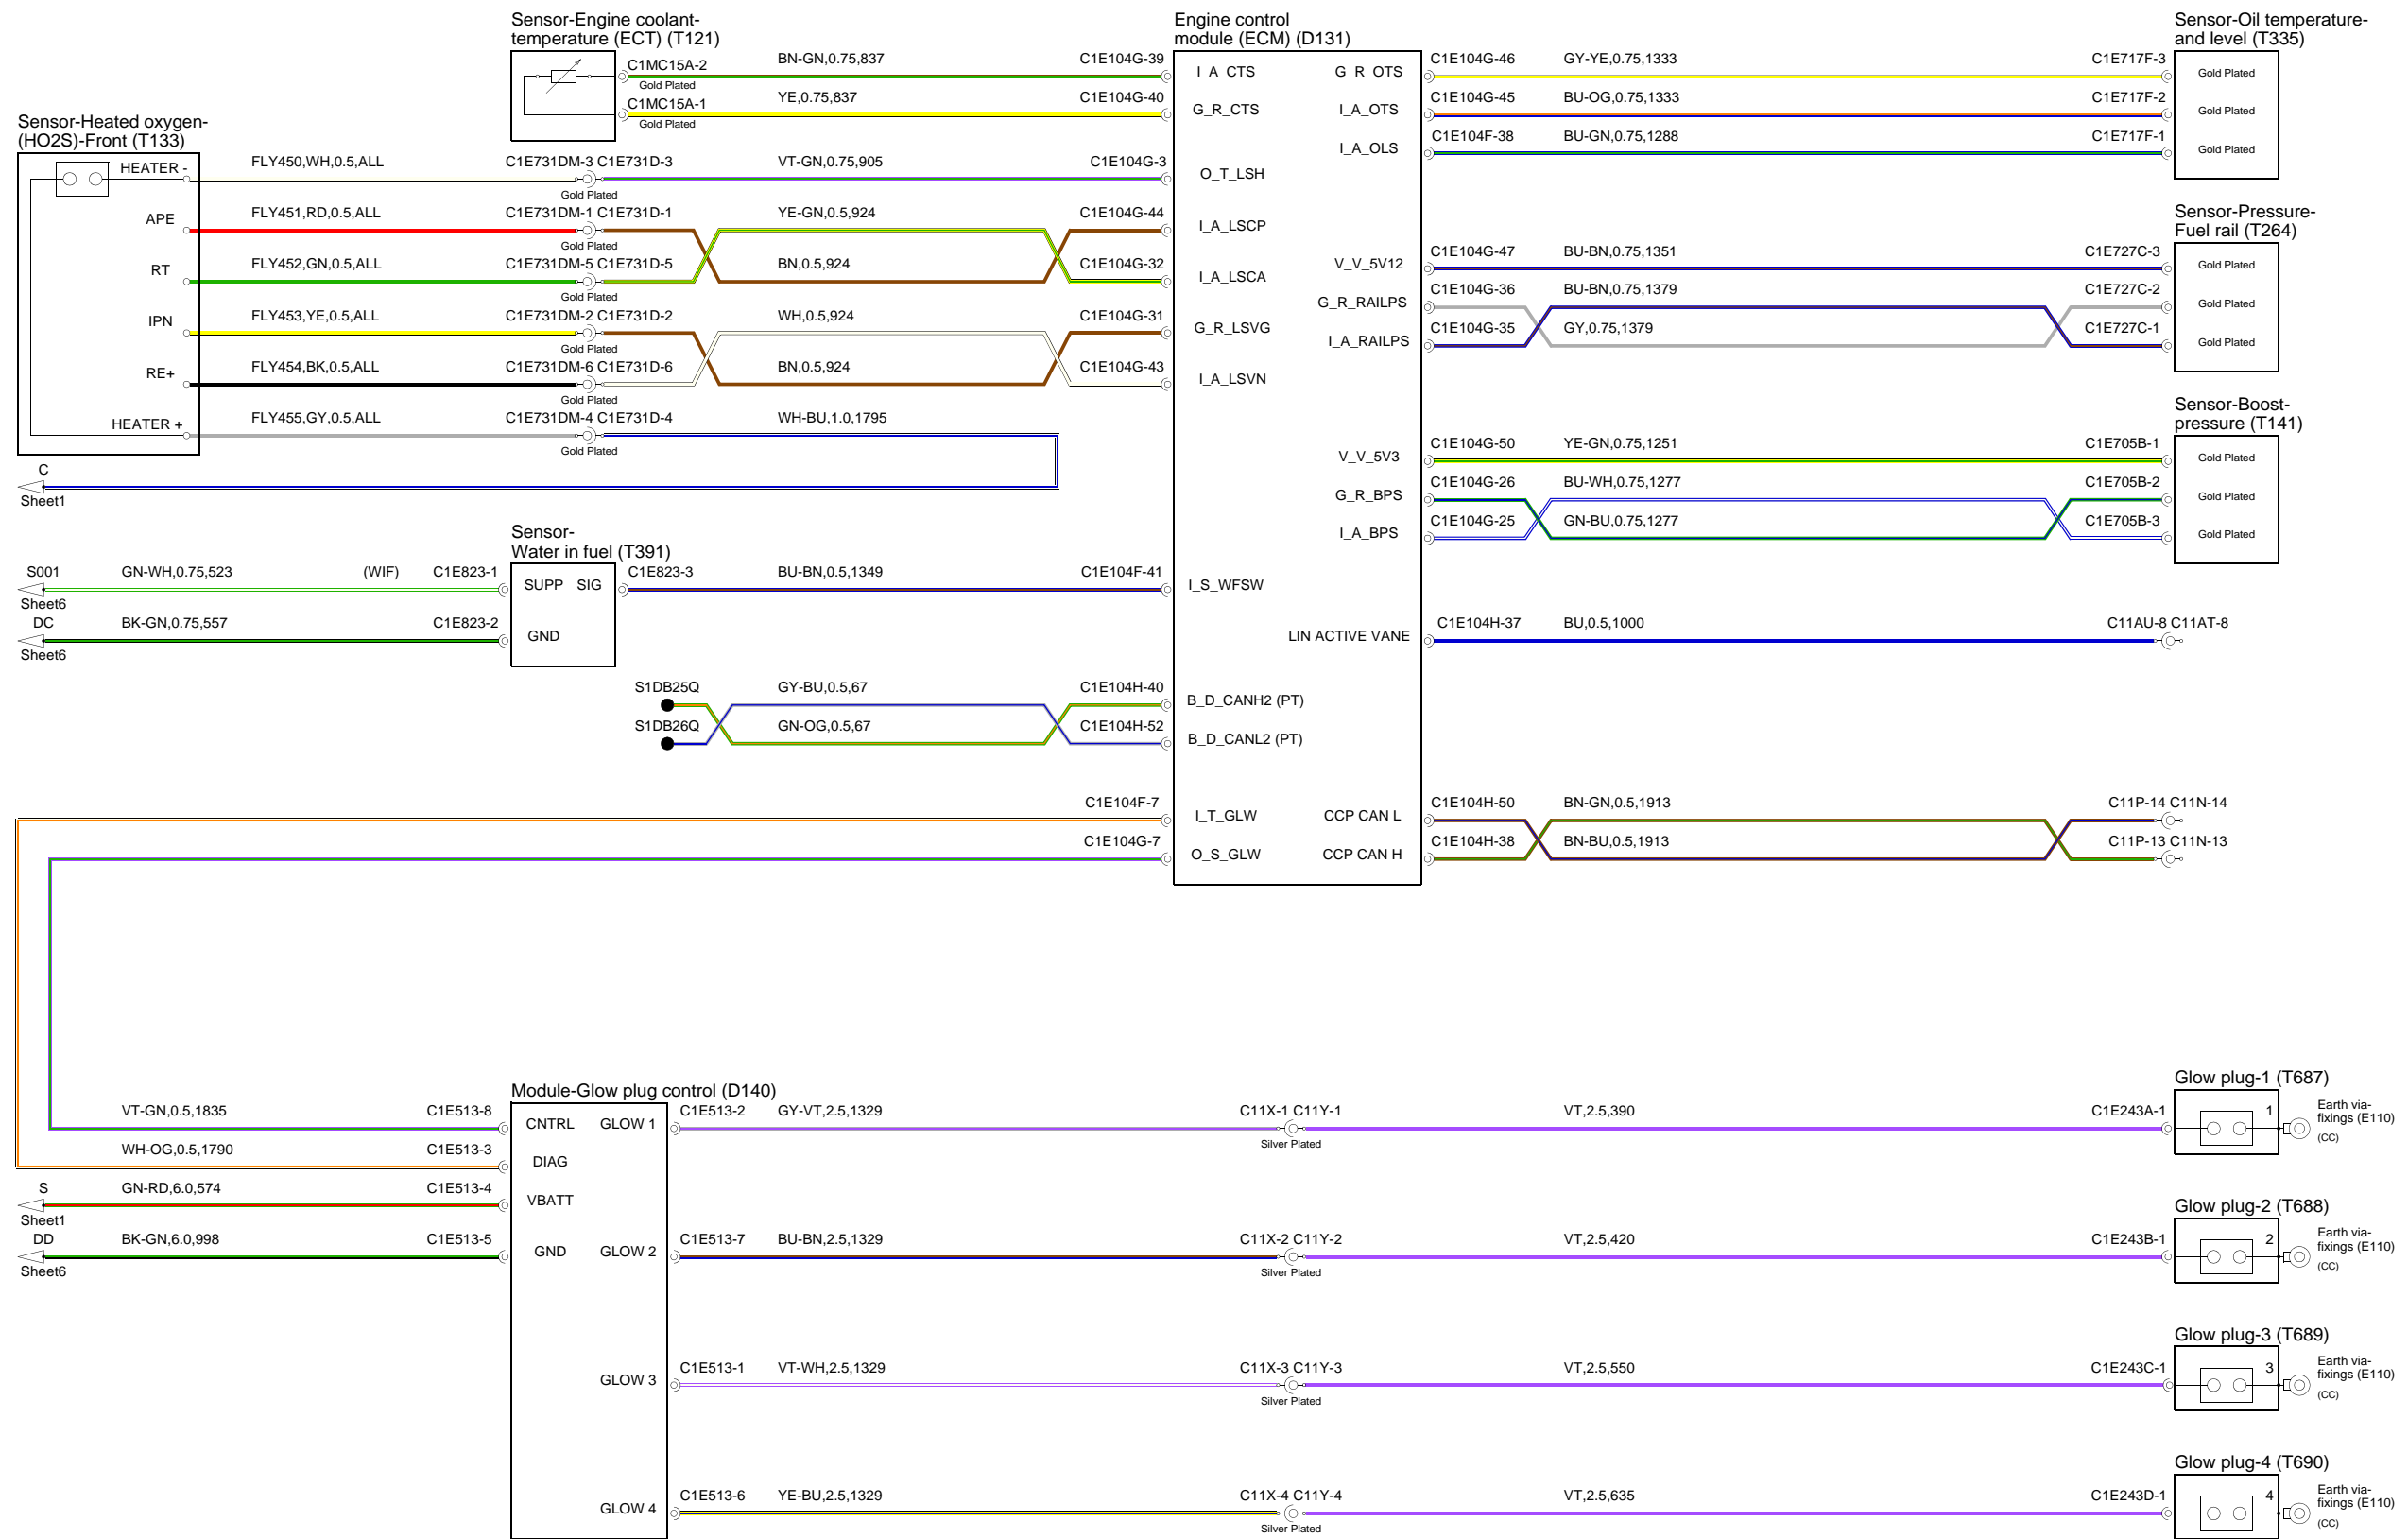 Sensor-Engine coolant-
temperature (ECT) (T121)
C1MC15A-2
Gold Plated
BN-GN,0.75,837
C1E104G-39
C1MC15A-1
Gold Plated
YE,0.75,837
C1E104G-40
Sensor-Heated oxygen-
(HO2S)-Front (T133)
HEATER -
FLY450,WH,0.5,ALL
C1E731DM-3 C1E731D-3
Gold Plated
VT-GN,0.75,905
C1E104G-3
APE
FLY451,RD,0.5,ALL
C1E731DM-1 C1E731D-1
Gold Plated
YE-GN,0.5,924
C1E104G-44
RT
FLY452,GN,0.5,ALL
C1E731DM-5 C1E731D-5
Gold Plated
BN,0.5,924
C1E104G-32
IPN
FLY453,YE,0.5,ALL
C1E731DM-2 C1E731D-2
Gold Plated
WH,0.5,924
C1E104G-31
RE+
FLY454,BK,0.5,ALL
C1E731DM-6 C1E731D-6
Gold Plated
BN,0.5,924
C1E104G-43
HEATER +
FLY455,GY,0.5,ALL
C1E731DM-4 C1E731D-4
Gold Plated
WH-BU,1.0,1795
C
Sheet1
Sensor-
Water in fuel (T391)
S001
Sheet6
GN-WH,0.75,523
(WIF)
C1E823-1
SUPP
SIG
C1E823-3
BU-BN,0.5,1349
C1E104F-41
DC
Sheet6
BK-GN,0.75,557
C1E823-2
GND
S1DB25Q
GY-BU,0.5,67
C1E104H-40
S1DB26Q
GN-OG,0.5,67
C1E104H-52
C1E104F-7
C1E104G-7
Engine control
module (ECM) (D131)
I_A_CTS
G_R_CTS
O_T_LSH
I_A_LSCP
I_A_LSCA
G_R_LSVG
I_A_LSVN
I_S_WFSW
B_D_CANH2 (PT)
B_D_CANL2 (PT)
I_T_GLW
O_S_GLW
G_R_OTS
I_A_OTS
I_A_OLS
V_V_5V12
G_R_RAILPS
I_A_RAILPS
V_V_5V3
G_R_BPS
I_A_BPS
LIN ACTIVE VANE
CCP CAN L
CCP CAN H
Sensor-Oil temperature-
and level (T335)
C1E104G-46
GY-YE,0.75,1333
C1E717F-3
Gold Plated
C1E104G-45
BU-OG,0.75,1333
C1E717F-2
Gold Plated
C1E104F-38
BU-GN,0.75,1288
C1E717F-1
Gold Plated
Sensor-Pressure-
Fuel rail (T264)
C1E104G-47
BU-BN,0.75,1351
C1E727C-3
Gold Plated
C1E104G-36
BU-BN,0.75,1379
C1E727C-2
Gold Plated
C1E104G-35
GY,0.75,1379
C1E727C-1
Gold Plated
Sensor-Boost-
pressure (T141)
C1E104G-50
YE-GN,0.75,1251
C1E705B-1
Gold Plated
C1E104G-26
BU-WH,0.75,1277
C1E705B-2
Gold Plated
C1E104G-25
GN-BU,0.75,1277
C1E705B-3
Gold Plated
C1E104H-37
BU,0.5,1000
C11AU-8 C11AT-8
C1E104H-50
BN-GN,0.5,1913
C11P-14 C11N-14
C1E104H-38
BN-BU,0.5,1913
C11P-13 C11N-13
Module-Glow plug control (D140)
VT-GN,0.5,1835
C1E513-8
CNTRL
WH-OG,0.5,1790
C1E513-3
DIAG
S
Sheet1
GN-RD,6.0,574
C1E513-4
VBATT
DD
Sheet6
BK-GN,6.0,998
C1E513-5
GND
GLOW 1
C1E513-2
GY-VT,2.5,1329
C11X-1 C11Y-1
Silver Plated
VT,2.5,390
C1E243A-1
Glow plug-1 (T687)
1
Earth via-
fixings (E110)
(CC)
GLOW 2
C1E513-7
BU-BN,2.5,1329
C11X-2 C11Y-2
Silver Plated
VT,2.5,420
C1E243B-1
Glow plug-2 (T688)
2
Earth via-
fixings (E110)
(CC)
GLOW 3
C1E513-1
VT-WH,2.5,1329
C11X-3 C11Y-3
Silver Plated
VT,2.5,550
C1E243C-1
Glow plug-3 (T689)
3
Earth via-
fixings (E110)
(CC)
GLOW 4
C1E513-6
YE-BU,2.5,1329
C11X-4 C11Y-4
Silver Plated
VT,2.5,635
C1E243D-1
Glow plug-4 (T690)
4
Earth via-
fixings (E110)
(CC)